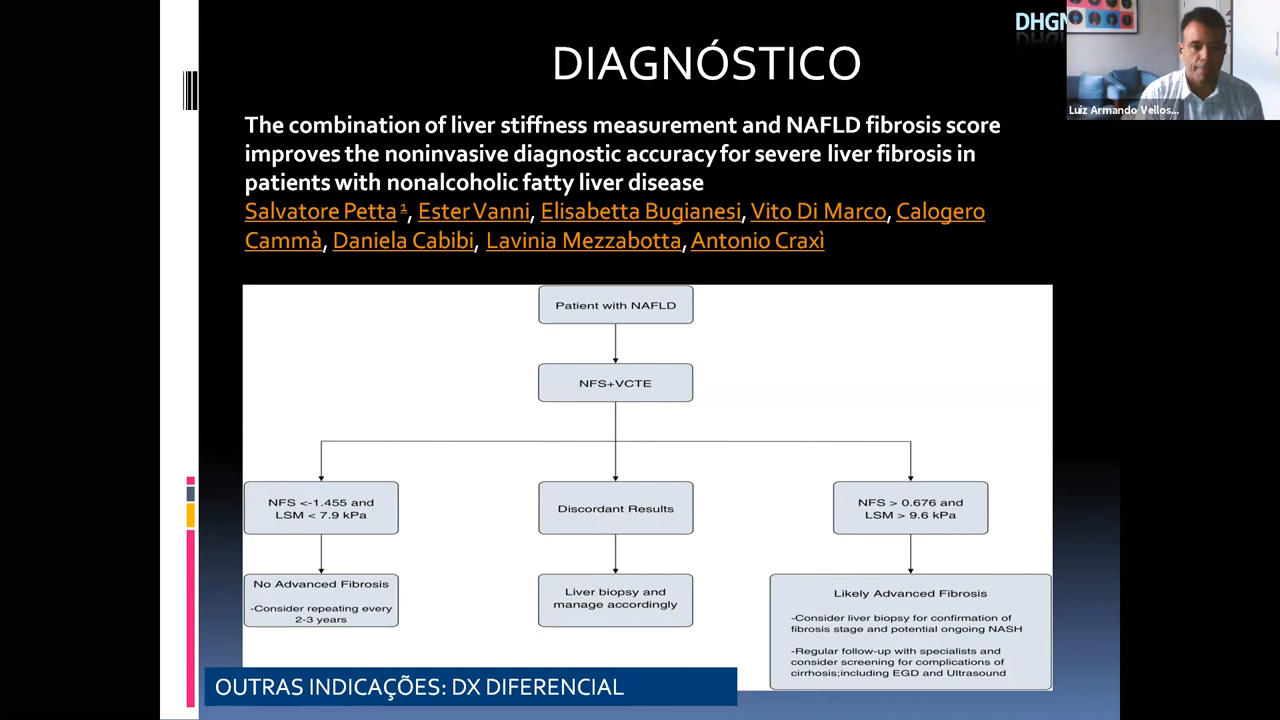 DHGN
DIAGNÓSTICO
Luiz Armando Vellos...
The combination of liver stiffness measurement and NAFLD fibrosis score
improves the noninvasive diagnostic accuracy for severe liver fibrosis in
patients with nonalcoholic fatty liver disease
Salvatore Petta 1, Ester Vanni, Elisabetta Bugianesi, Vito Di Marco, Calogero
Cammà, Daniela Cabibi, Lavinia Mezzabotta, Antonio Craxì
Patient with NAFLD
NFS+VCTE
NFS <-1.455 and
LSM < 7.9 kPa
Discordant Results
NFS > 0.676 and
LSM > 9.6 kPa
No Advanced Fibrosis
-Consider repeating every
2-3 years
Liver biopsy and
manage accordingly
Likely Advanced Fibrosis
-Consider liver biopsy for confirmation of
fibrosis stage and potential ongoing NASH
-Regular follow-up with specialists and
consider screening for complications of
cirrhosis;including EGD and Ultrasound
OUTRAS INDICAÇÕES: DX DIFERENCIAL